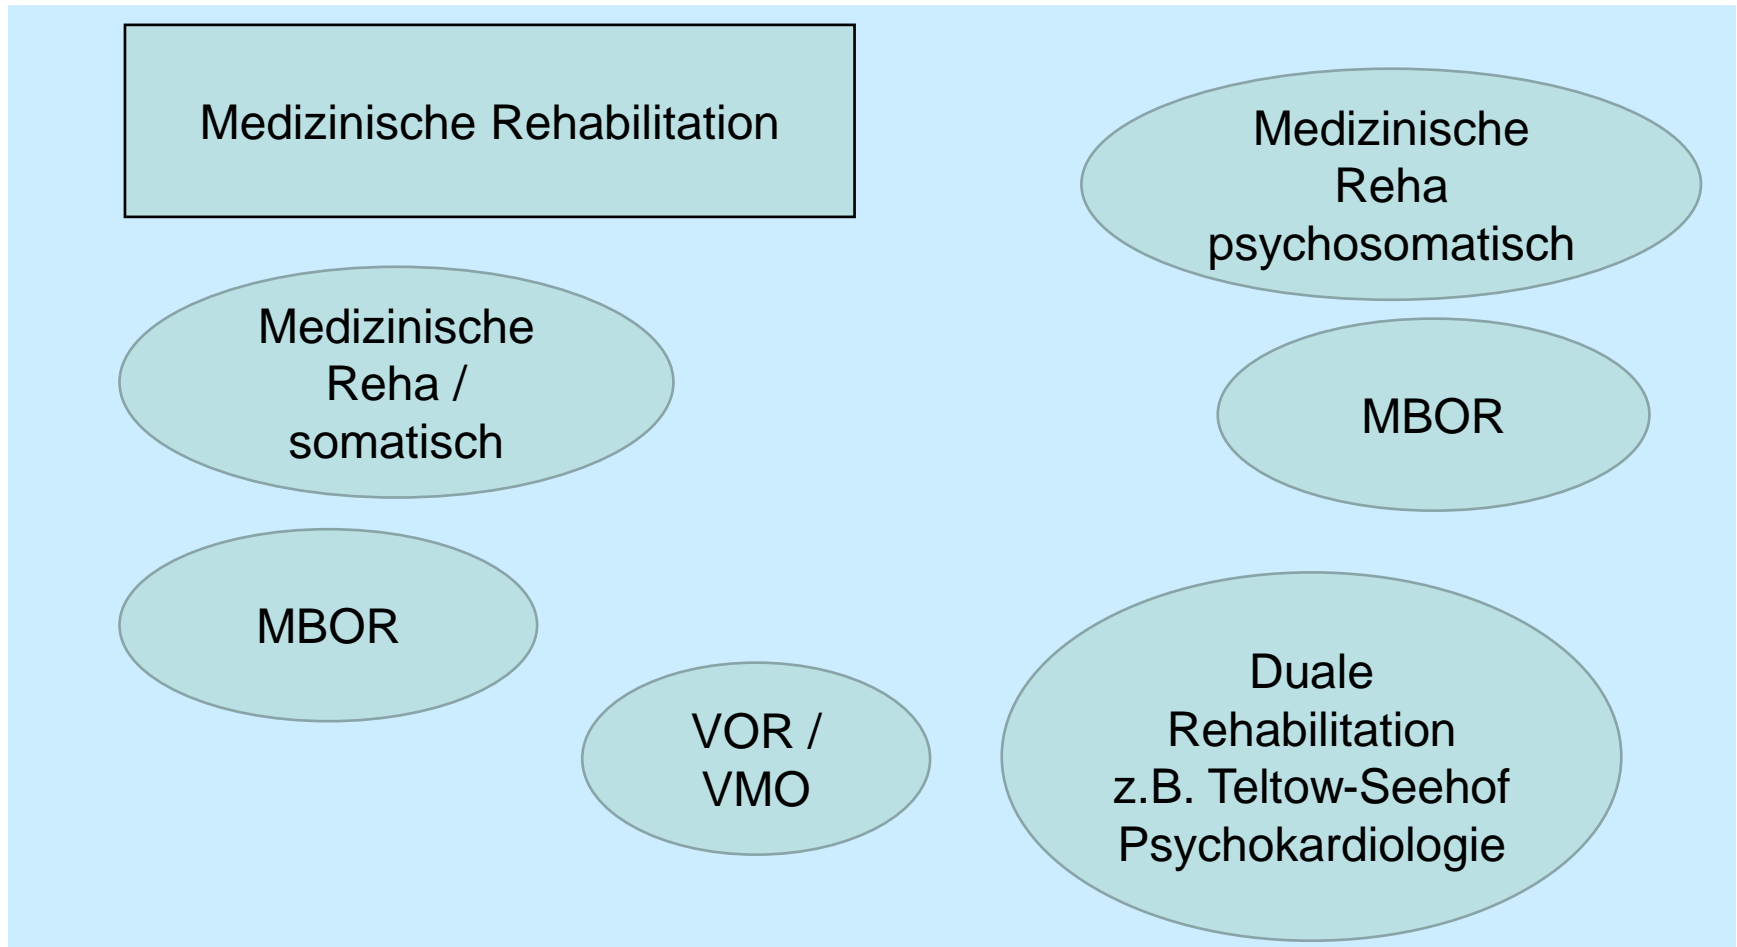 Medizinische Rehabilitation
Medizinische
Reha
psychosomatisch
Medizinische
Reha /
somatisch
MBOR
MBOR
VOR /
VMO
Duale
Rehabilitation
z.B. Teltow-Seehof
Psychokardiologie